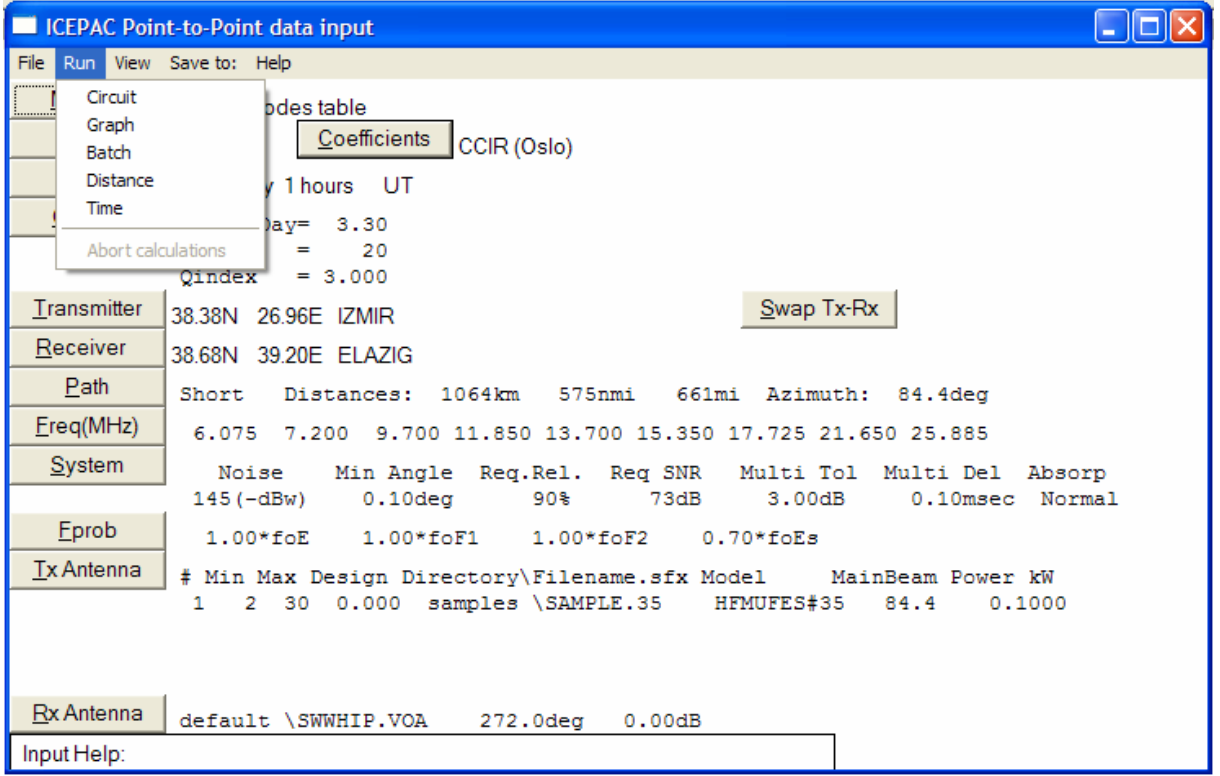 ICEPAC Point-to-Point data input
File Run View Save to: Help
Circuit
Graph
Batch
Distance
Time
Abort calculations
odes table
Coefficients CCIR (Oslo)
y 1 hours UT
Day= 3.30
= 20
Qindex = 3.000
Transmitter 38.38N 26.96E IZMIR Swap Tx-Rx
Receiver 38.68N 39.20E ELAZIG
Path Short Distances: 1064km 575nmi 661mi Azimuth: 84.4deg
Freq(MHz) 6.075 7.200 9.700 11.850 13.700 15.350 17.725 21.650 25.885
System Noise Min Angle Req.Rel. Req SNR Multi Tol Multi Del Absorp
145(-dBw) 0.10deg 90% 73dB 3.00dB 0.10msec Normal
Fprob 1.00*foE 1.00*foF1 1.00*foF2 0.70*foEs
Tx Antenna # Min Max Design Directory\Filename.sfx Model MainBeam Power kW
1 2 30 0.000 samples \SAMPLE.35 HFMUFES#35 84.4 0.1000
Rx Antenna default \SWWHIP.VOA 272.0deg 0.00dB
Input Help: